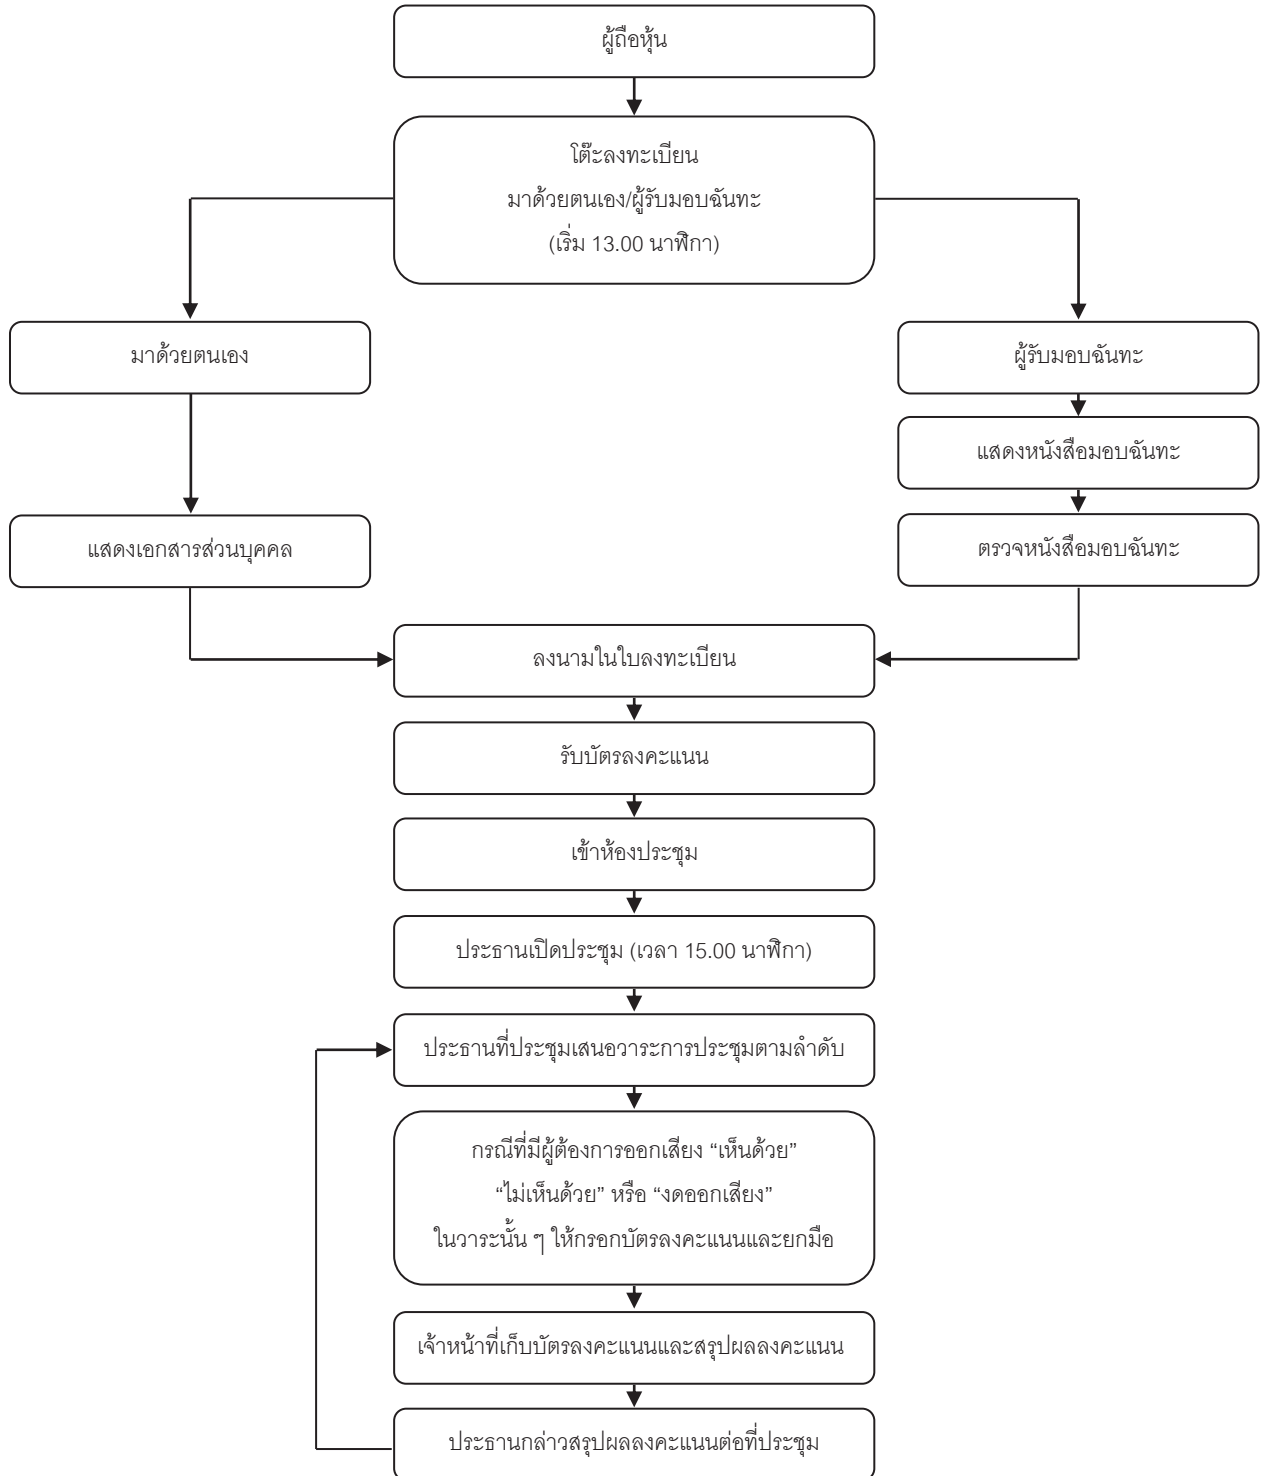 ผู้ถือหุ้น
โต๊ะลงทะเบียน
มาด้วยตนเอง/ผู้รับมอบฉันทะ
(เริ่ม 13.00 นาฬิกา)
มาด้วยตนเอง
ผู้รับมอบฉันทะ
แสดงหนังสือมอบฉันทะ
แสดงเอกสารส่วนบุคคล
ตรวจหนังสือมอบฉันทะ
ลงนามในใบลงทะเบียน
รับบัตรลงคะแนน
เข้าห้องประชุม
ประธานเปิดประชุม (เวลา 15.00 นาฬิกา)
ประธานที่ประชุมเสนอวาระการประชุมตามลำดับ
กรณีที่มีผู้ต้องการออกเสียง “เห็นด้วย”
“ไม่เห็นด้วย” หรือ “งดออกเสียง”
ในวาระนั้น ๆ ให้กรอกบัตรลงคะแนนและยกมือ
เจ้าหน้าที่เก็บบัตรลงคะแนนและสรุปผลลงคะแนน
ประธานกล่าวสรุปผลลงคะแนนต่อที่ประชุม